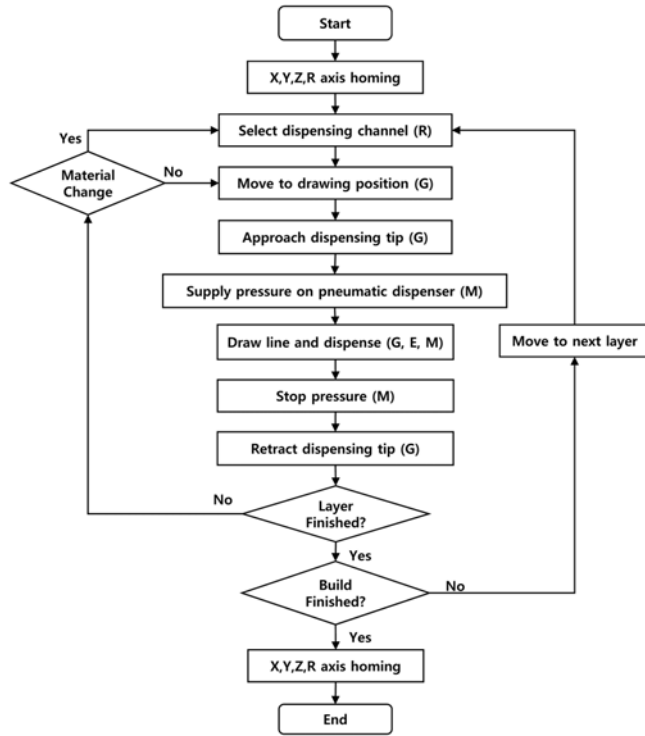 Start
X,Y,Z,R axis homing
Yes
Select dispensing channel (R)
Material
Change
No
Move to drawing position (G)
Approach dispensing tip (G)
Supply pressure on pneumatic dispenser (M)
Draw line and dispense (G, E, M)
Move to next layer
Stop pressure (M)
Retract dispensing tip (G)
No
Layer
Finished?
Yes
Build
Finished?
No
Yes
X,Y,Z,R axis homing
End